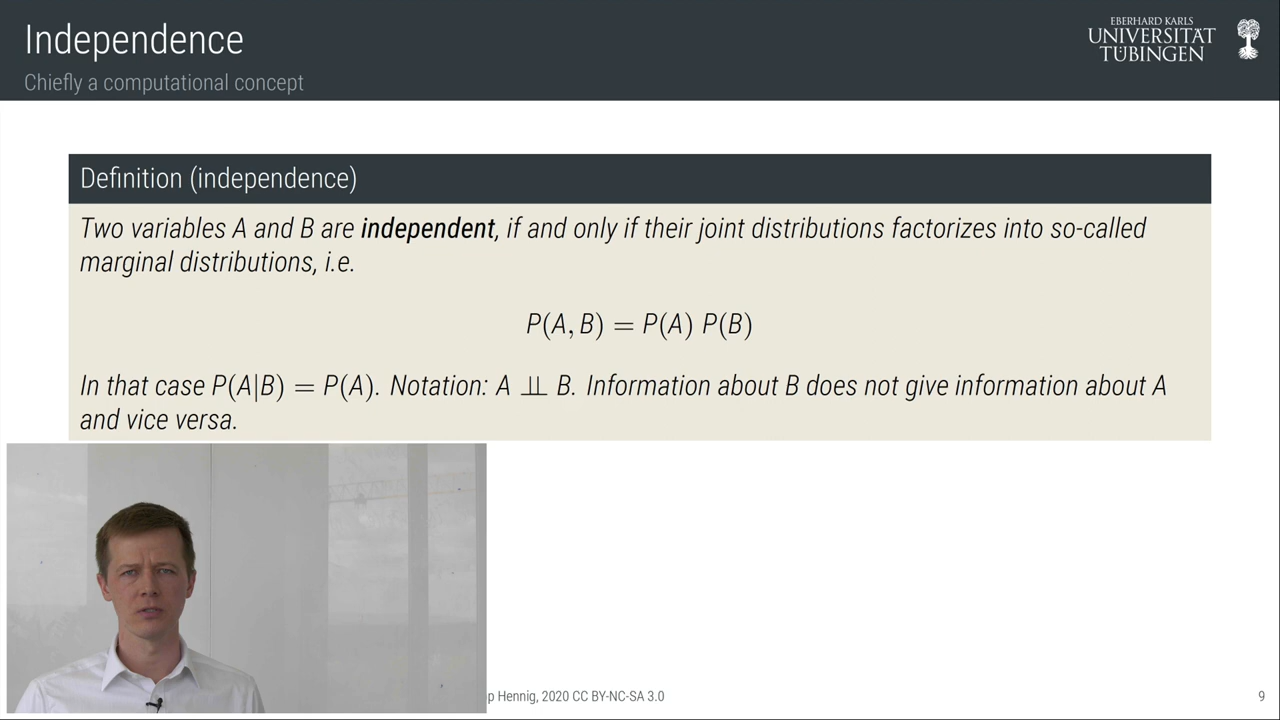 Independence
Chiefly a computational concept
EBERHARD KARLS
UNIVERSITÄT
TÜBINGEN
Definition (independence)
Two variables A and B are independent, if and only if their joint distributions factorizes into so-called
marginal distributions, i.e.
P(A, B) = P(A) P(B)
In that case P(A|B) = P(A). Notation: A ⫫ B. Information about B does not give information about A
and vice versa.
p Hennig, 2020 CC BY-NC-SA 3.0
9